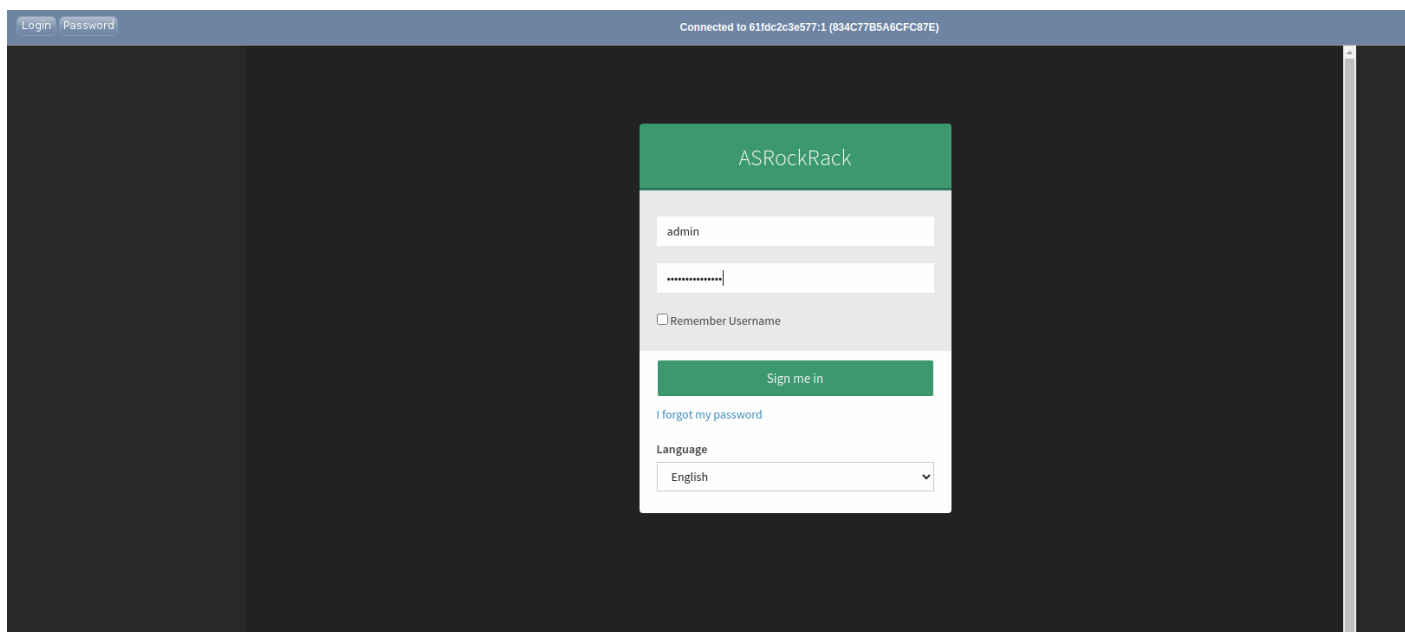 Login Password Connected to 61fdc2c3e577:1 (834C77B5A6CFC87E)
ASRockRack
admin
•••••••••••••••
Remember Username
Sign me in
I forgot my password
Language
English